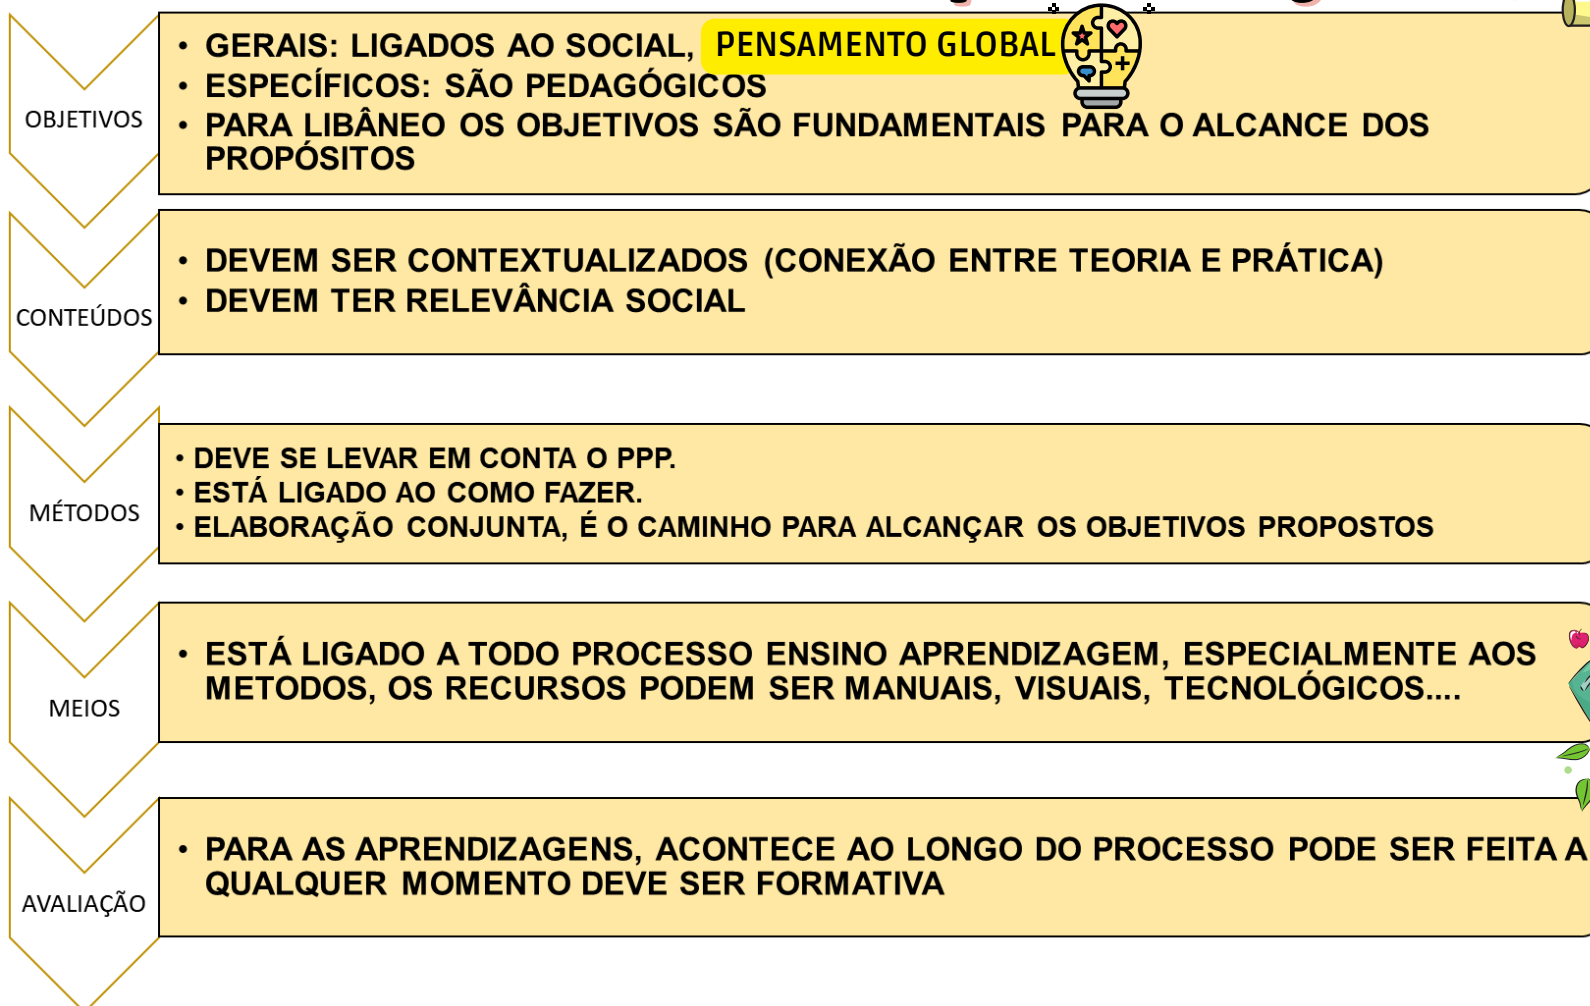 OBJETIVOS
• GERAIS: LIGADOS AO SOCIAL, PENSAMENTO GLOBAL
• ESPECÍFICOS: SÃO PEDAGÓGICOS
• PARA LIBÂNEO OS OBJETIVOS SÃO FUNDAMENTAIS PARA O ALCANCE DOS
PROPÓSITOS
CONTEÚDOS
• DEVEM SER CONTEXTUALIZADOS (CONEXÃO ENTRE TEORIA E PRÁTICA)
• DEVEM TER RELEVÂNCIA SOCIAL
MÉTODOS
• DEVE SE LEVAR EM CONTA O PPP.
• ESTÁ LIGADO AO COMO FAZER.
• ELABORAÇÃO CONJUNTA, É O CAMINHO PARA ALCANÇAR OS OBJETIVOS PROPOSTOS
MEIOS
• ESTÁ LIGADO A TODO PROCESSO ENSINO APRENDIZAGEM, ESPECIALMENTE AOS
METODOS, OS RECURSOS PODEM SER MANUAIS, VISUAIS, TECNOLÓGICOS....
AVALIAÇÃO
• PARA AS APRENDIZAGENS, ACONTECE AO LONGO DO PROCESSO PODE SER FEITA A
QUALQUER MOMENTO DEVE SER FORMATIVA